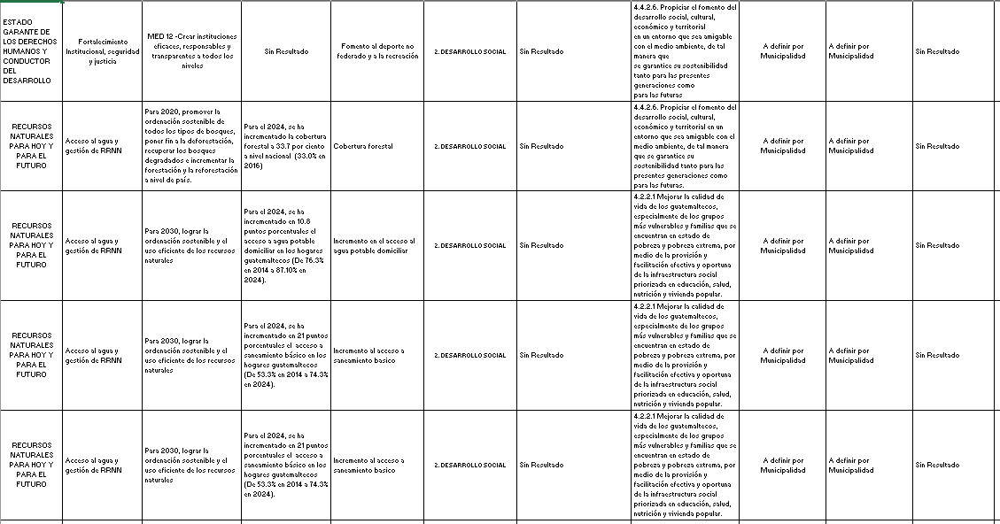 ESTADO
GARANTE DE
LOS DERECHOS
HUMANOS Y
CONDUCTOR
DEL
DESARROLLO
Fortalecimiento
Institucional, seguridad
y justicia
MED 12 -Crear instituciones
eficaces, responsables y
transparentes a todos los
niveles
Sin Resultado
Fomento al deporte no
federado y a la recreación
2. DESARROLLO SOCIAL
Sin Resultado
4.4.2.6. Propiciar el fomento del
desarrollo social, cultural,
económico y territorial
en un entorno que sea amigable
con el medio ambiente, de tal
manera que
se garantice su sostenibilidad
tanto para las presentes
generaciones como
para las futuras
A definir por
Municipalidad
A definir por
Municipalidad
Sin Resultado
RECURSOS
NATURALES
PARA HOY Y
PARA EL
FUTURO
Acceso al agua y
gestión de RRNN
Para 2020, promover la
ordenación sostenible de
todos los tipos de bosques,
poner fin a la deforestación,
recuperar los bosques
degradados e incrementar la
forestación y la reforestación
a nivel de país.
Para el 2024, se ha
incrementado la cobertura
forestal a 33.7 por ciento
a nivel nacional (33.0% en
2016)
Cobertura forestal
2. DESARROLLO SOCIAL
Sin Resultado
4.4.2.6. Propiciar el fomento del
desarrollo social, cultural,
económico y territorial en un
entorno que sea amigable con el
medio ambiente, de tal manera
que se garantice su
sostenibilidad tanto para las
presentes generaciones como
para las futuras.
A definir por
Municipalidad
A definir por
Municipalidad
Sin Resultado
RECURSOS
NATURALES
PARA HOY Y
PARA EL
FUTURO
Acceso al agua y
gestión de RRNN
Para 2030, lograr la
ordenación sostenible y el
uso eficiente de los recursos
naturales
Para el 2024, se ha
incrementado en 10.8
puntos porcentuales el
acceso a agua potable
domiciliar en los hogares
guatemaltecos (De 76.3%
en 2014 a 87.10% en
2024).
Incremento en el acceso al
agua potable domiciliar
2. DESARROLLO SOCIAL
Sin Resultado
4.2.2.1 Mejorar la calidad de
vida de los guatemaltecos,
especialmente de los grupos
más vulnerables y familias que se
encuentran en estado de
pobreza y pobreza extrema, por
medio de la provisión y
facilitación efectiva y oportuna
de la infraestructura social
priorizada en educación, salud,
nutrición y vivienda popular.
A definir por
Municipalidad
A definir por
Municipalidad
Sin Resultado
RECURSOS
NATURALES
PARA HOY Y
PARA EL
FUTURO
Acceso al agua y
gestión de RRNN
Para 2030, lograr la
ordenación sostenible y el
uso eficiente de los recursos
naturales
Para el 2024, se ha
incrementado en 21 puntos
porcentuales el acceso a
saneamiento básico en los
hogares guatemaltecos
(De 53.3% en 2014 a 74.3%
en 2024).
Incremento al acceso a
saneamiento basico
2. DESARROLLO SOCIAL
Sin Resultado
4.2.2.1 Mejorar la calidad de
vida de los guatemaltecos,
especialmente de los grupos
más vulnerables y familias que se
encuentran en estado de
pobreza y pobreza extrema, por
medio de la provisión y
facilitación efectiva y oportuna
de la infraestructura social
priorizada en educación, salud,
nutrición y vivienda popular.
A definir por
Municipalidad
A definir por
Municipalidad
Sin Resultado
RECURSOS
NATURALES
PARA HOY Y
PARA EL
FUTURO
Acceso al agua y
gestión de RRNN
Para 2030, lograr la
ordenación sostenible y el
uso eficiente de los recursos
naturales
Para el 2024, se ha
incrementado en 21 puntos
porcentuales el acceso a
saneamiento básico en los
hogares guatemaltecos
(De 53.3% en 2014 a 74.3%
en 2024).
Incremento al acceso a
saneamiento basico
2. DESARROLLO SOCIAL
Sin Resultado
4.2.2.1 Mejorar la calidad de
vida de los guatemaltecos,
especialmente de los grupos
más vulnerables y familias que se
encuentran en estado de
pobreza y pobreza extrema, por
medio de la provisión y
facilitación efectiva y oportuna
de la infraestructura social
priorizada en educación, salud,
nutrición y vivienda popular.
A definir por
Municipalidad
A definir por
Municipalidad
Sin Resultado